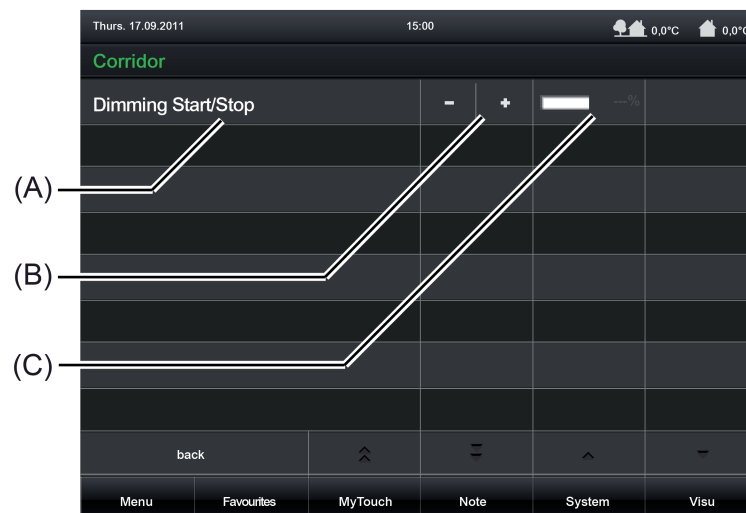 Thurs. 17.09.2011 15:00 0,0°C 0,0°C
Corridor
Dimming Start/Stop - + ---%
(A)
(B)
(C)
back
Menu Favourites MyTouch Note System Visu